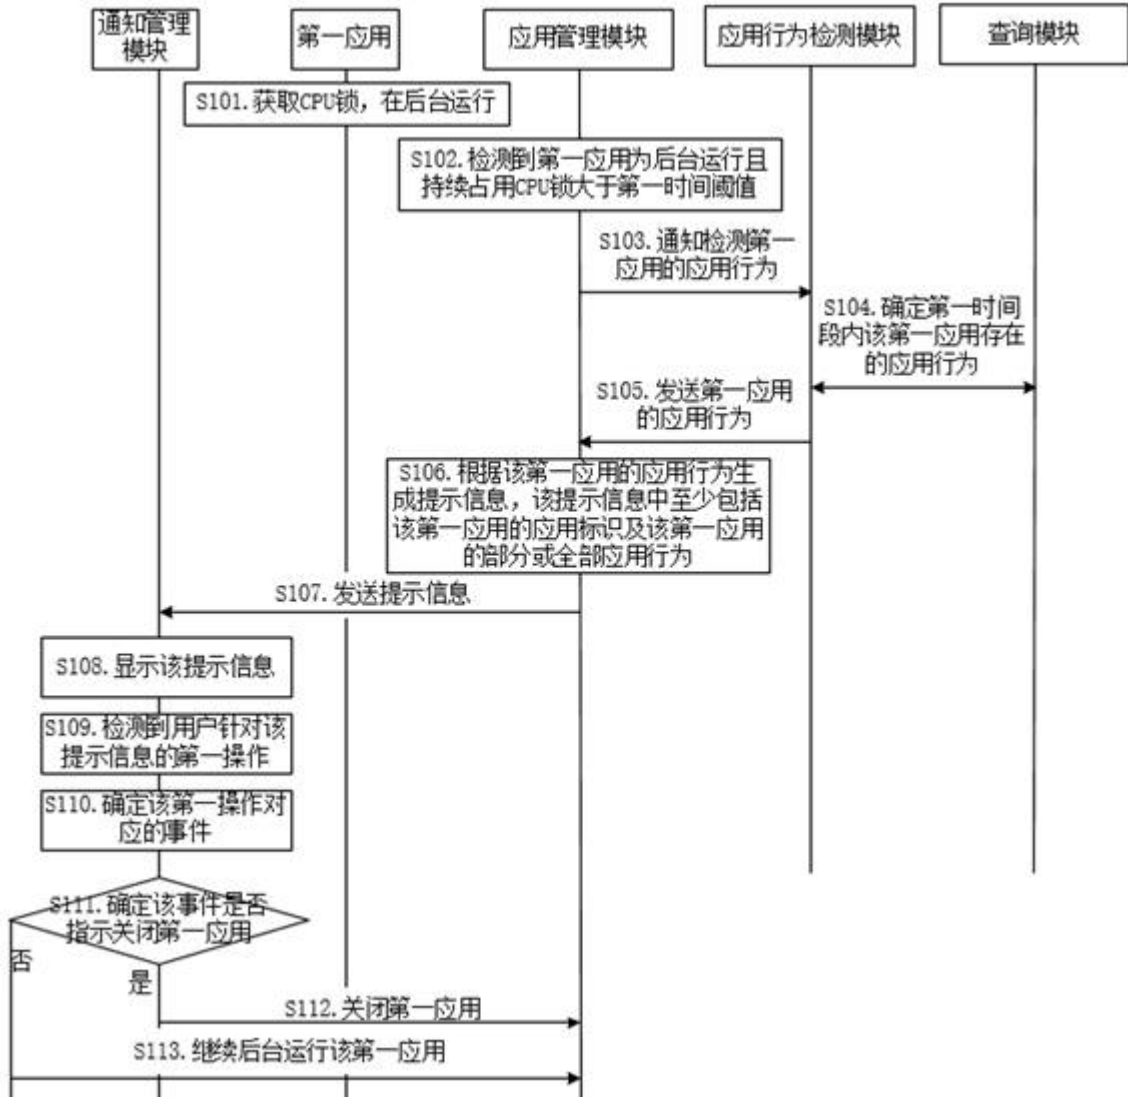 通知管理
模块
第一应用
应用管理模块
应用行为检测模块
查询模块
S101.获取CPU锁，在后台运行
S102.检测到第一应用为后台运行且
持续占用CPU锁大于第一时间阈值
S103.通知检测第一
应用的应用行为
S104.确定第一时间
段内该第一应用存在
的应用行为
S105.发送第一应用
的应用行为
S106.根据该第一应用的应用行为生
成提示信息，该提示信息中至少包括
该第一应用的应用标识及该第一应用
的部分或全部应用行为
S107.发送提示信息
S108.显示该提示信息
S109.检测到用户针对该
提示信息的第一操作
S110.确定该第一操作对
应的事件
S111.确定该事件是否
指示关闭第一应用
否
是
S112.关闭第一应用
S113.继续后台运行该第一应用